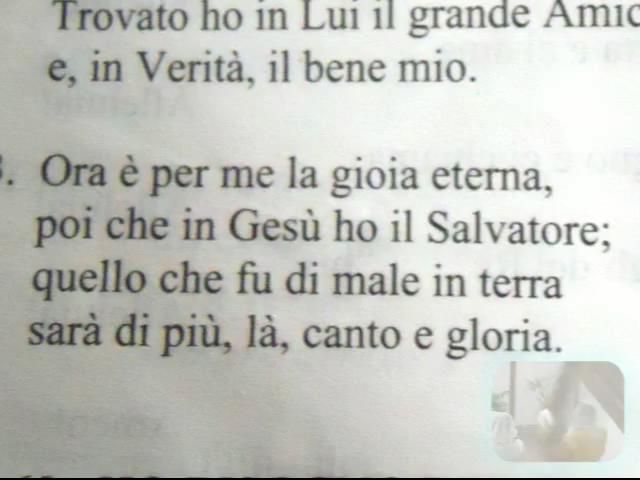 Trovato ho in Lui il grande Amic
e, in Verità, il bene mio.
3. Ora è per me la gioia eterna,
poi che in Gesù ho il Salvatore;
quello che fu di male in terra
sarà di più, là, canto e gloria.